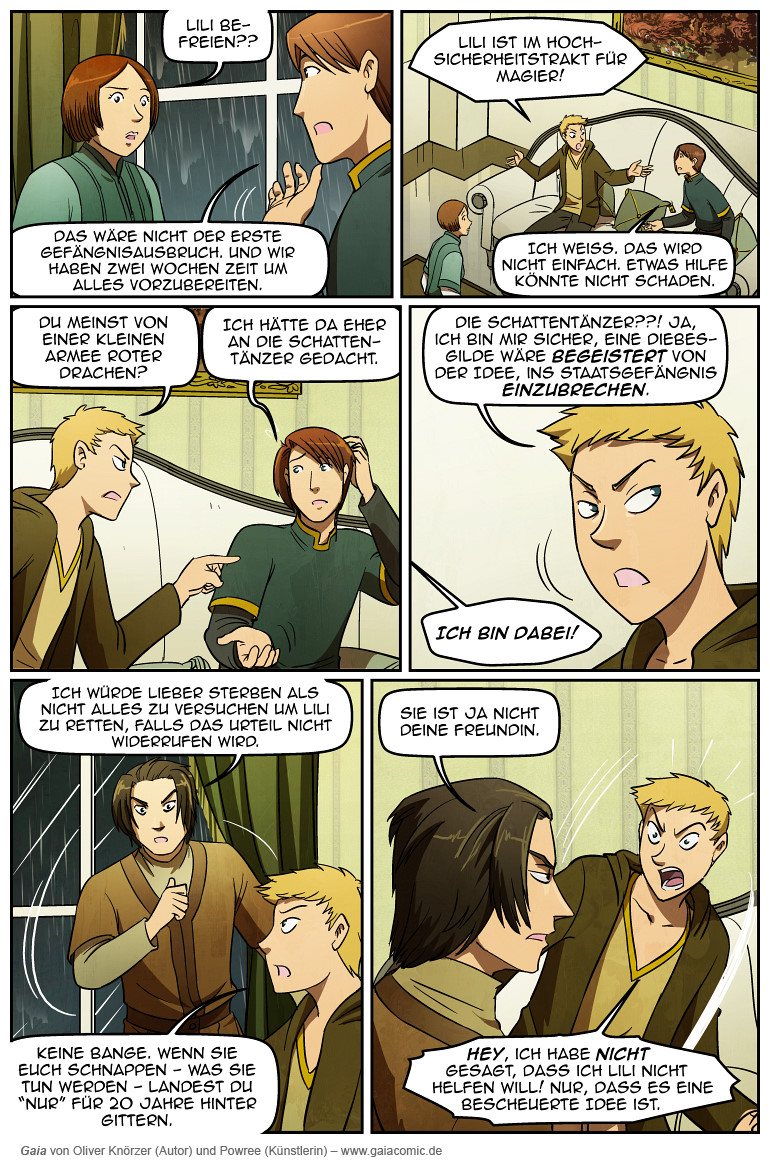 LILI BE-
FREIEN??
DAS WÄRE NICHT DER ERSTE
GEFÄNGNISAUSBRUCH. UND WIR
HABEN ZWEI WOCHEN ZEIT UM
ALLES VORZUBEREITEN.
LILI IST IM HOCH-
SICHERHEITSTRAKT FÜR
MAGIER!
ICH WEISS. DAS WIRD
NICHT EINFACH. ETWAS HILFE
KÖNNTE NICHT SCHADEN.
DU MEINST VON
EINER KLEINEN
ARMEE ROTER
DRACHEN?
ICH HÄTTE DA EHER
AN DIE SCHATTEN-
TÄNZER GEDACHT.
DIE SCHATTENTÄNZER??! JA,
ICH BIN MIR SICHER, EINE DIEBES-
GILDE WÄRE BEGEISTERT VON
DER IDEE, INS STAATSGEFÄNGNIS
EINZUBRECHEN.
ICH BIN DABEI!
ICH WÜRDE LIEBER STERBEN ALS
NICHT ALLES ZU VERSUCHEN UM LILI
ZU RETTEN, FALLS DAS URTEIL NICHT
WIDERRUFEN WIRD.
KEINE BANGE. WENN SIE
EUCH SCHNAPPEN – WAS SIE
TUN WERDEN – LANDEST DU
“NUR” FÜR 20 JAHRE HINTER
GITTERN.
SIE IST JA NICHT
DEINE FREUNDIN.
HEY, ICH HABE NICHT
GESAGT, DASS ICH LILI NICHT
HELFEN WILL! NUR, DASS ES EINE
BESCHEUERTE IDEE IST.
Gaia von Oliver Knörzer (Autor) und Powree (Künstlerin) – www.gaiacomic.de